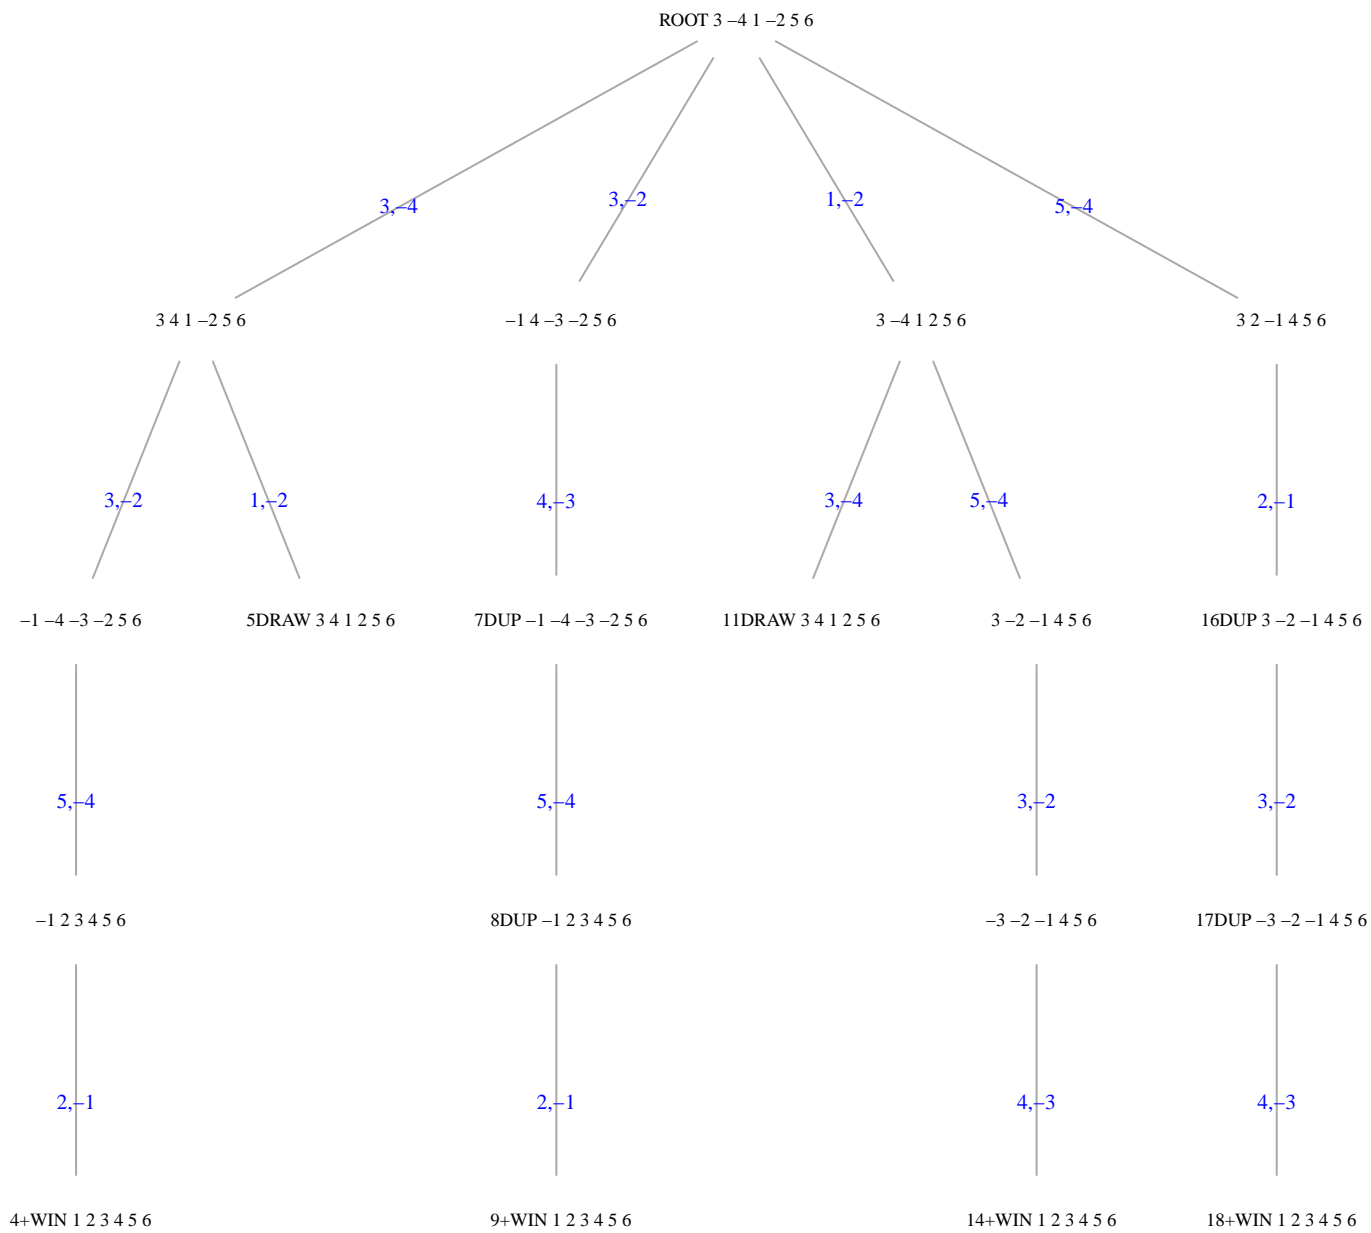 ROOT 3 –4 1 –2 5 6
3,–4
3,–2
1,–2
5,–4
3 4 1 –2 5 6
–1 4 –3 –2 5 6
3 –4 1 2 5 6
3 2 –1 4 5 6
3,–2
1,–2
4,–3
3,–4
5,–4
2,–1
–1 –4 –3 –2 5 6
5DRAW 3 4 1 2 5 6
7DUP –1 –4 –3 –2 5 6
11DRAW 3 4 1 2 5 6
3 –2 –1 4 5 6
16DUP 3 –2 –1 4 5 6
5,–4
5,–4
3,–2
3,–2
–1 2 3 4 5 6
8DUP –1 2 3 4 5 6
–3 –2 –1 4 5 6
17DUP –3 –2 –1 4 5 6
2,–1
2,–1
4,–3
4,–3
4+WIN 1 2 3 4 5 6
9+WIN 1 2 3 4 5 6
14+WIN 1 2 3 4 5 6
18+WIN 1 2 3 4 5 6